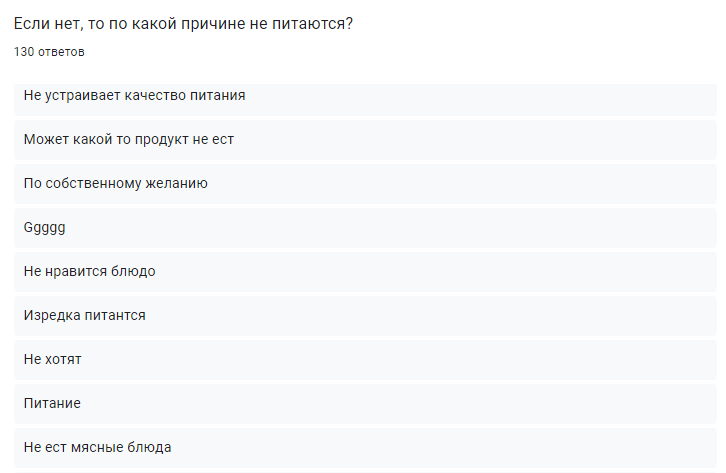 Если нет, то по какой причине не питаются?
130 ответов
Не устраивает качество питания
Может какой то продукт не ест
По собственному желанию
Ggggg
Не нравится блюдо
Изредка питантся
Не хотят
Питание
Не ест мясные блюда